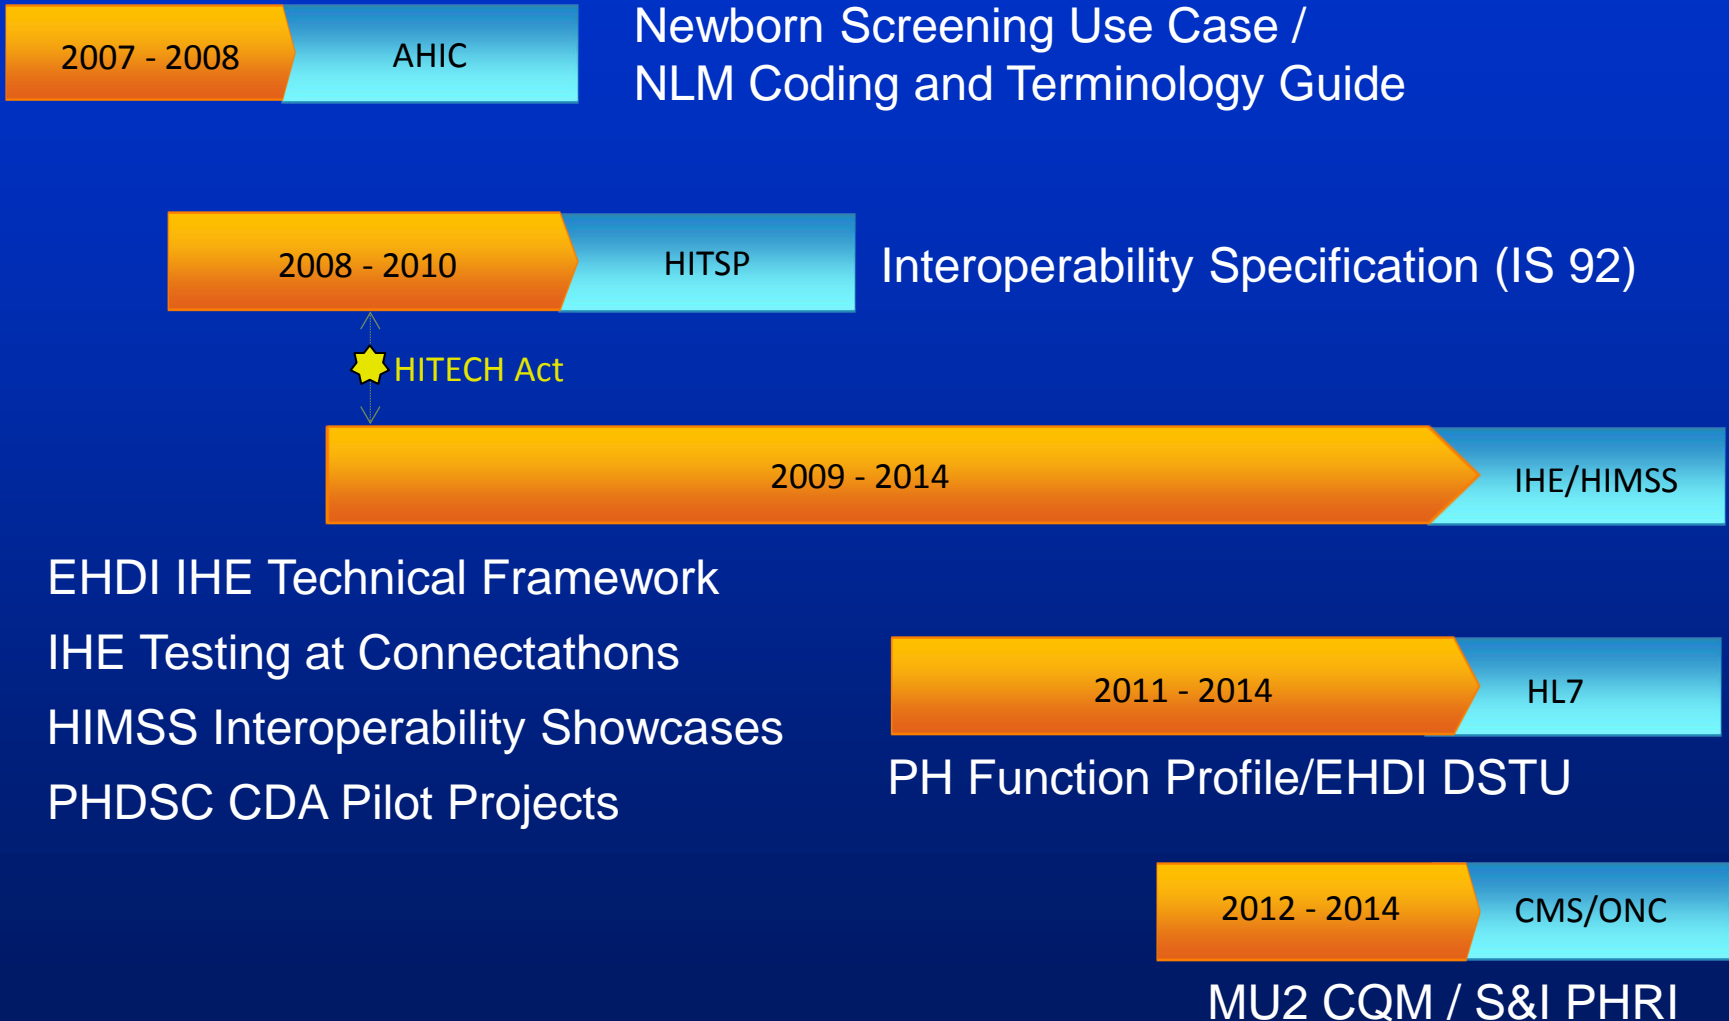 2007 - 2008
AHIC
Newborn Screening Use Case /
NLM Coding and Terminology Guide
2008 - 2010
HITSP
Interoperability Specification (IS 92)
HITECH Act
2009 - 2014
IHE/HIMSS
EHDI IHE Technical Framework
IHE Testing at Connectathons
HIMSS Interoperability Showcases
PHDSC CDA Pilot Projects
2011 - 2014
HL7
PH Function Profile/EHDI DSTU
2012 - 2014
CMS/ONC
MU2 CQM / S&I PHRI